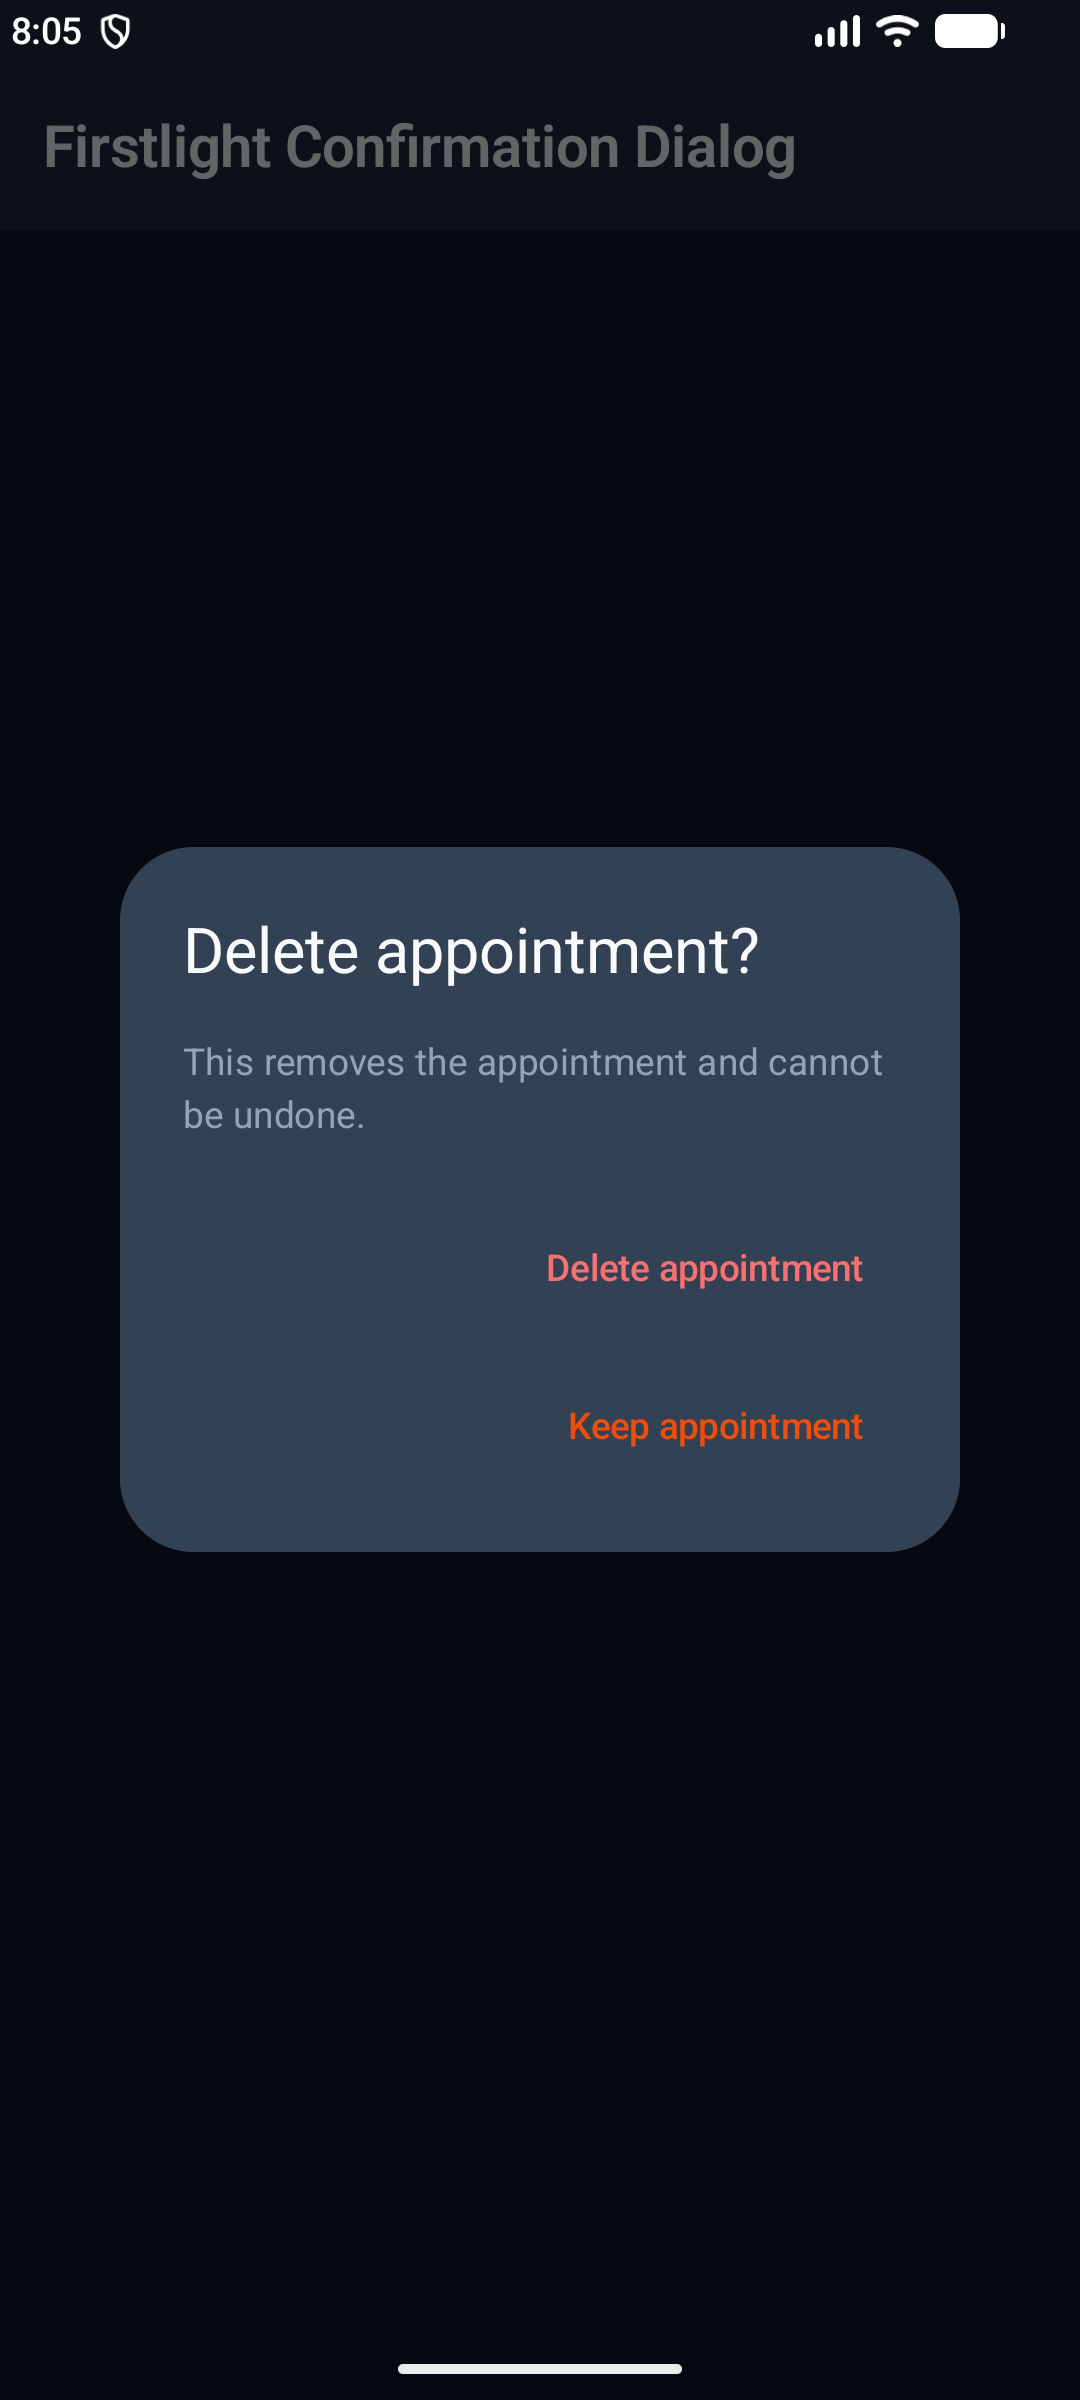 8:05
Firstlight Confirmation Dialog
Delete appointment?
This removes the appointment and cannot
be undone.
Delete appointment
Keep appointment